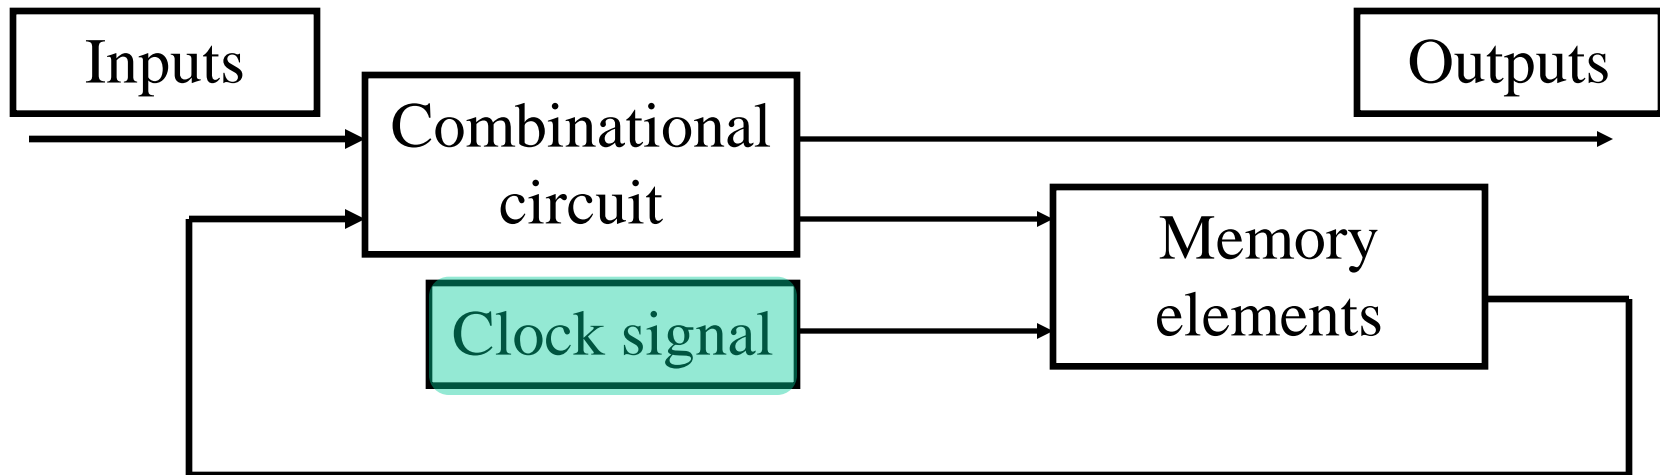 Inputs
Outputs
Combinational
circuit
Memory
elements
Clock signal